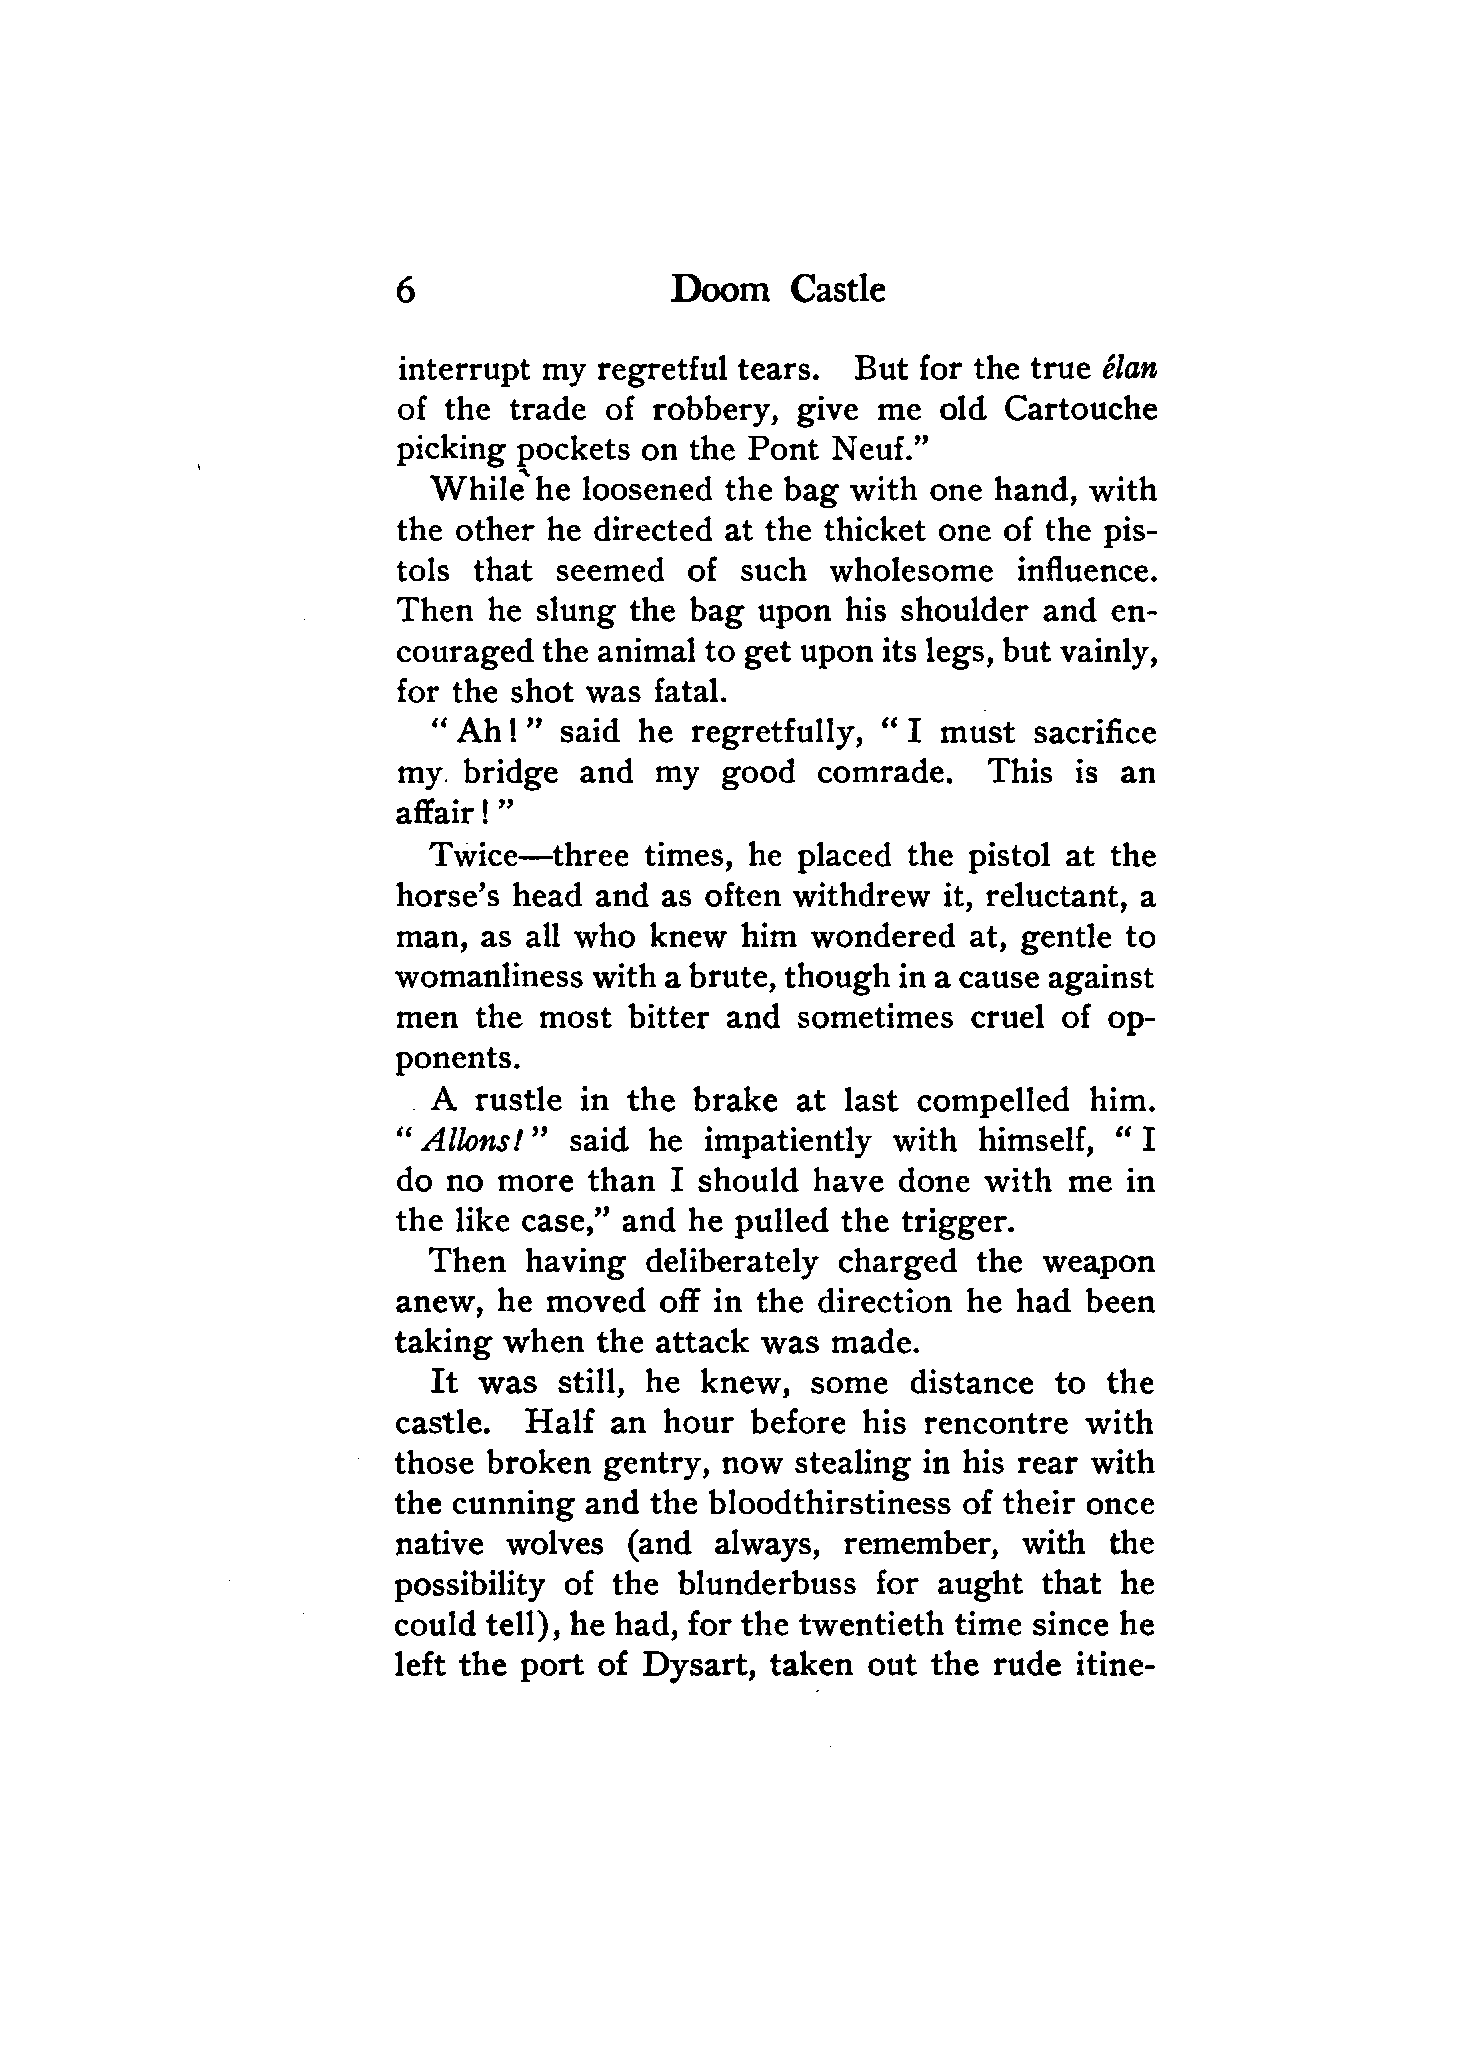 6 Doom Castle
interrupt my regretful tears. But for the true élan
of the trade of robbery, give me old Cartouche
picking pockets on the Pont Neuf.”
While he loosened the bag with one hand, with
the other he directed at the thicket one of the pis-
tols that seemed of such wholesome influence.
Then he slung the bag upon his shoulder and en-
couraged the animal to get upon its legs, but vainly,
for the shot was fatal.
“Ah!” said he regretfully, “I must sacrifice
my bridge and my good comrade. This is an
affair!”
Twice—three times, he placed the pistol at the
horse’s head and as often withdrew it, reluctant, a
man, as all who knew him wondered at, gentle to
womanliness with a brute, though in a cause against
men the most bitter and sometimes cruel of op-
ponents.
A rustle in the brake at last compelled him.
“Allons!” said he impatiently with himself, “I
do no more than I should have done with me in
the like case,” and he pulled the trigger.
Then having deliberately charged the weapon
anew, he moved off in the direction he had been
taking when the attack was made.
It was still, he knew, some distance to the
castle. Half an hour before his rencontre with
those broken gentry, now stealing in his rear with
the cunning and the bloodthirstiness of their once
native wolves (and always, remember, with the
possibility of the blunderbuss for aught that he
could tell), he had, for the twentieth time since he
left the port of Dysart, taken out the rude itine-